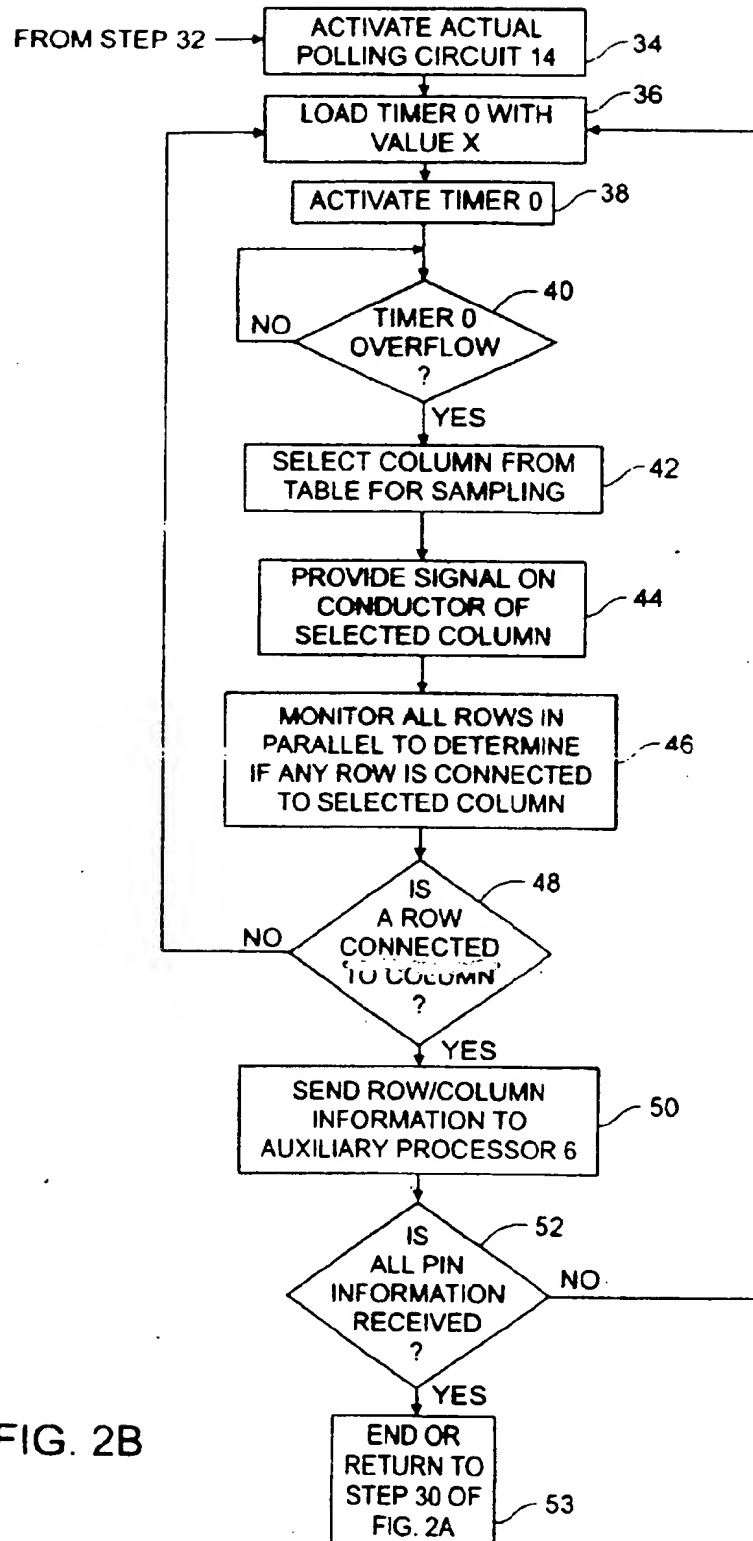 FROM STEP 32
ACTIVATE ACTUAL
POLLING CIRCUIT 14
34
LOAD TIMER 0 WITH
VALUE X
36
ACTIVATE TIMER 0
38
TIMER 0
OVERFLOW
?
40
NO
YES
SELECT COLUMN FROM
TABLE FOR SAMPLING
42
PROVIDE SIGNAL ON
CONDUCTOR OF
SELECTED COLUMN
44
MONITOR ALL ROWS IN
PARALLEL TO DETERMINE
IF ANY ROW IS CONNECTED
TO SELECTED COLUMN
46
IS
A ROW
CONNECTED
TO COLUMN
?
48
NO
YES
SEND ROW/COLUMN
INFORMATION TO
AUXILIARY PROCESSOR 6
50
IS
ALL PIN
INFORMATION
RECEIVED
?
52
NO
YES
END OR
RETURN TO
STEP 30 OF
FIG. 2A
53
FIG. 2B